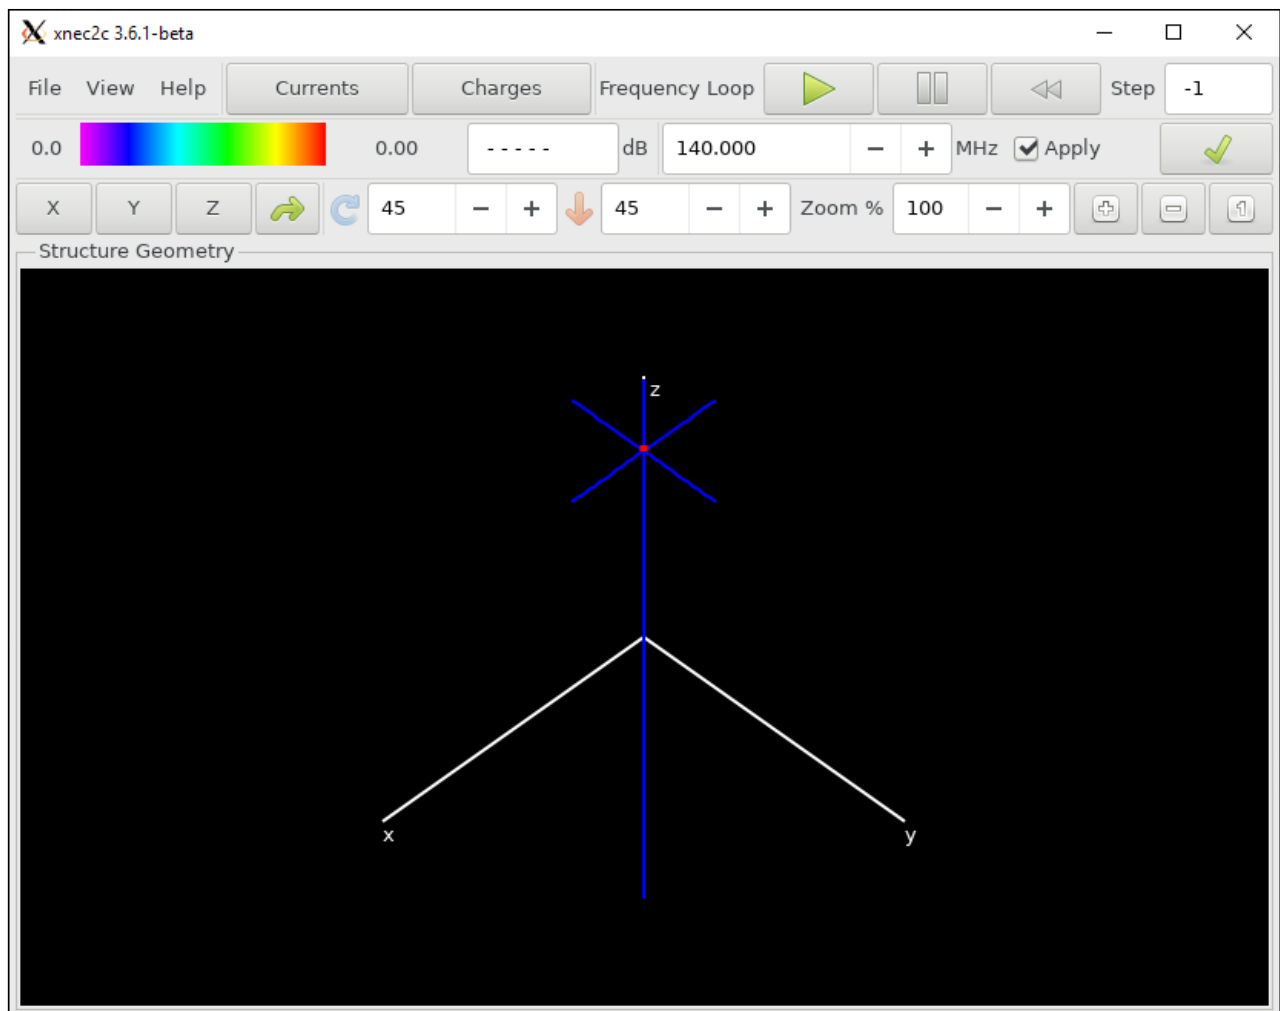 xnec2c 3.6.1-beta
File View Help Currents Charges Frequency Loop Step -1
0.0 0.00 ----- dB 140.000 − + MHz Apply
X Y Z 45 − + 45 − + Zoom % 100 − + 1
Structure Geometry
z
x y